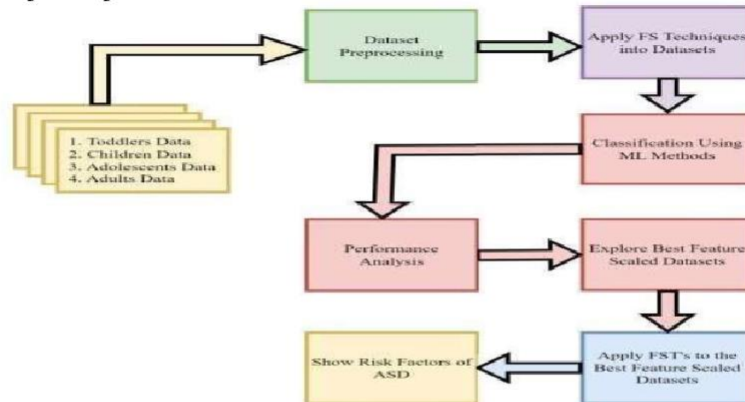 Dataset
Preprocessing
Apply FS Techniques
into Datasets
1. Toddlers Data
2. Children Data
3. Adolescents Data
4. Adults Data
Classification Using
ML Methods
Performance
Analysis
Explore Best Feature
Scaled Datasets
Show Risk Factors of
ASD
Apply FST's to the
Best Feature Scaled
Datasets